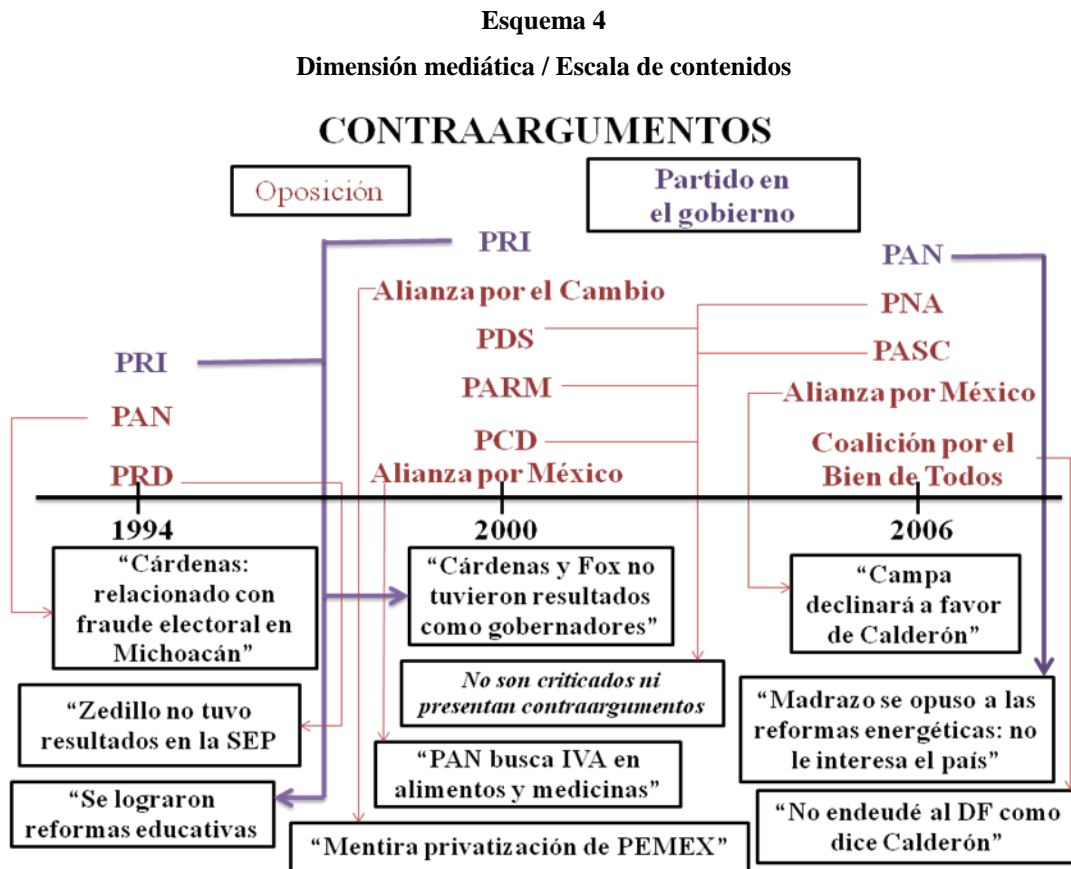 Esquema 4
Dimensión mediática / Escala de contenidos
CONTRAARGUMENTOS
Oposición
Partido en
el gobierno
PRI
PAN
Alianza por el Cambio
PNA
PDS
PRI
PASC
PARM
Alianza por México
PAN
PCD
Coalición por el
Bien de Todos
PRD
Alianza por México
1994
2000
2006
“Cárdenas:
relacionado con
fraude electoral en
Michoacán”
“Cárdenas y Fox no
tuvieron resultados
como gobernadores”
“Campa
declinará a favor
de Calderón”
No son criticados ni
presentan contraargumentos
“Zedillo no tuvo
resultados en la SEP
“Madrazo se opuso a las
reformas energéticas: no
le interesa el país”
“PAN busca IVA en
alimentos y medicinas”
“Se lograron
reformas educativas
“No endeudé al DF como
dice Calderón”
“Mentira privatización de PEMEX”